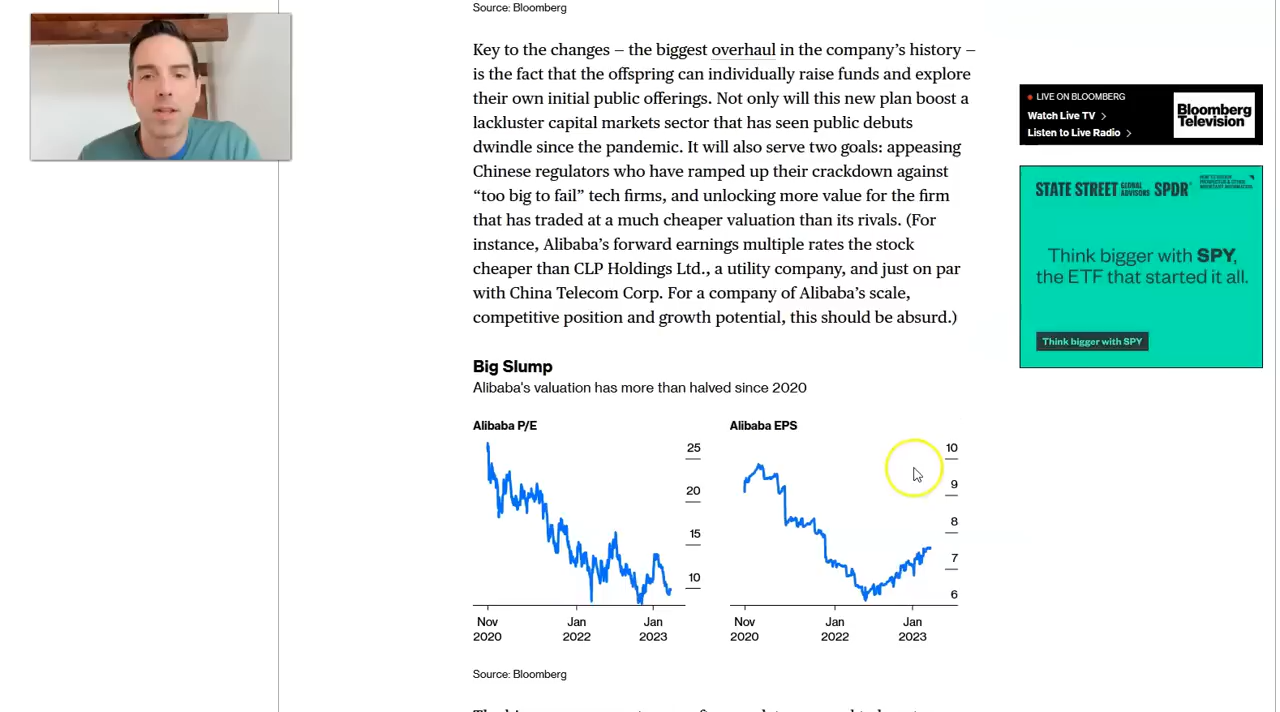 Source: Bloomberg
Key to the changes – the biggest overhaul in the company’s history –
is the fact that the offspring can individually raise funds and explore
their own initial public offerings. Not only will this new plan boost a
lackluster capital markets sector that has seen public debuts
dwindle since the pandemic. It will also serve two goals: appeasing
Chinese regulators who have ramped up their crackdown against
“too big to fail” tech firms, and unlocking more value for the firm
that has traded at a much cheaper valuation than its rivals. (For
instance, Alibaba’s forward earnings multiple rates the stock
cheaper than CLP Holdings Ltd., a utility company, and just on par
with China Telecom Corp. For a company of Alibaba’s scale,
competitive position and growth potential, this should be absurd.)
Big Slump
Alibaba's valuation has more than halved since 2020
Alibaba P/E
25
20
15
10
Nov 2020
Jan 2022
Jan 2023
Alibaba EPS
10
9
8
7
6
Nov 2020
Jan 2022
Jan 2023
Source: Bloomberg
LIVE ON BLOOMBERG
Watch Live TV
Listen to Live Radio
Bloomberg
Television
STATE STREET GLOBAL ADVISORS SPDR
Think bigger with SPY,
the ETF that started it all.
Think bigger with SPY